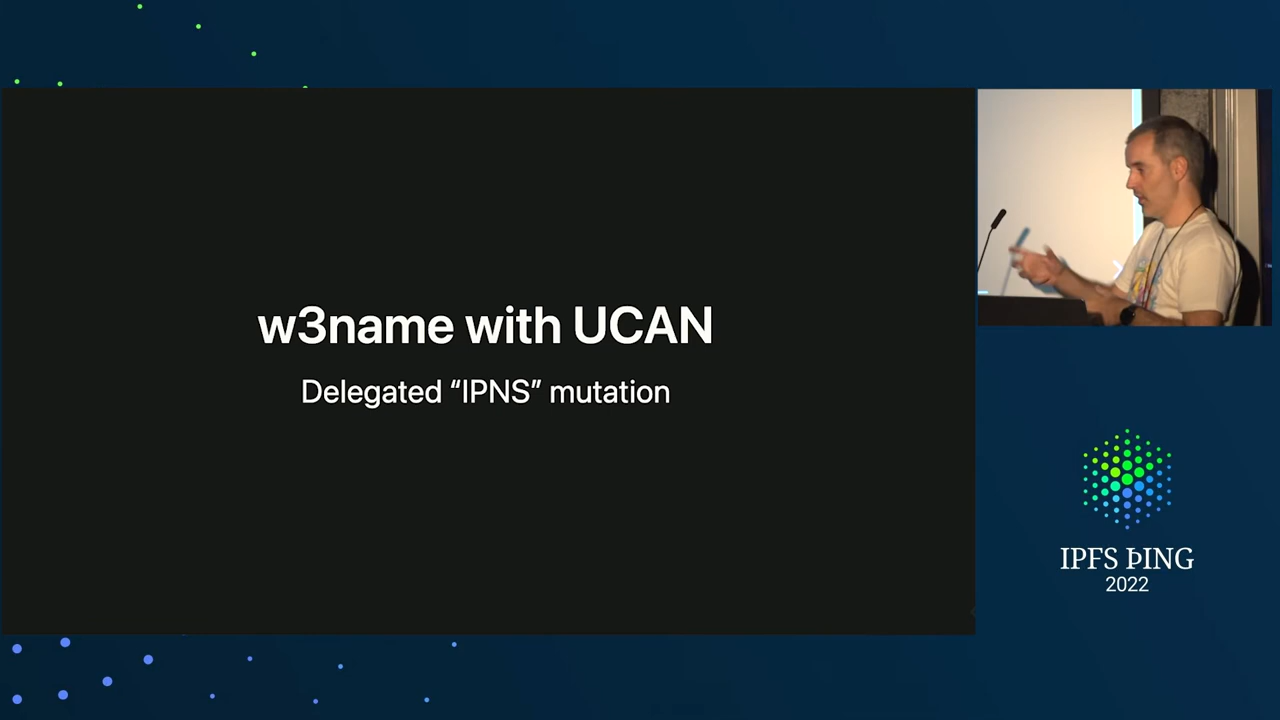 w3name with UCAN
Delegated “IPNS” mutation
IPFS ÞING
2022